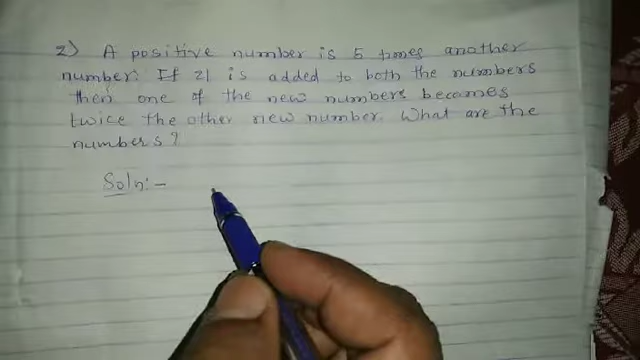 2) A positive number is 5 times another
number. If 21 is added to both the numbers
then one of the new numbers becomes
twice the other new number. What are the
numbers?
Soln:-